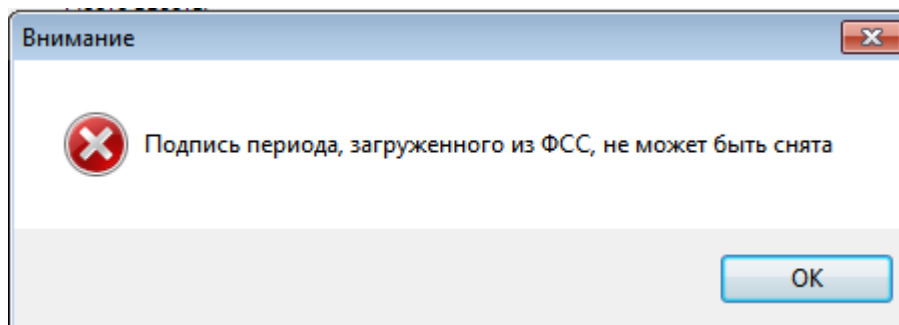 Внимание
Подпись периода, загруженного из ФСС, не может быть снята
OK